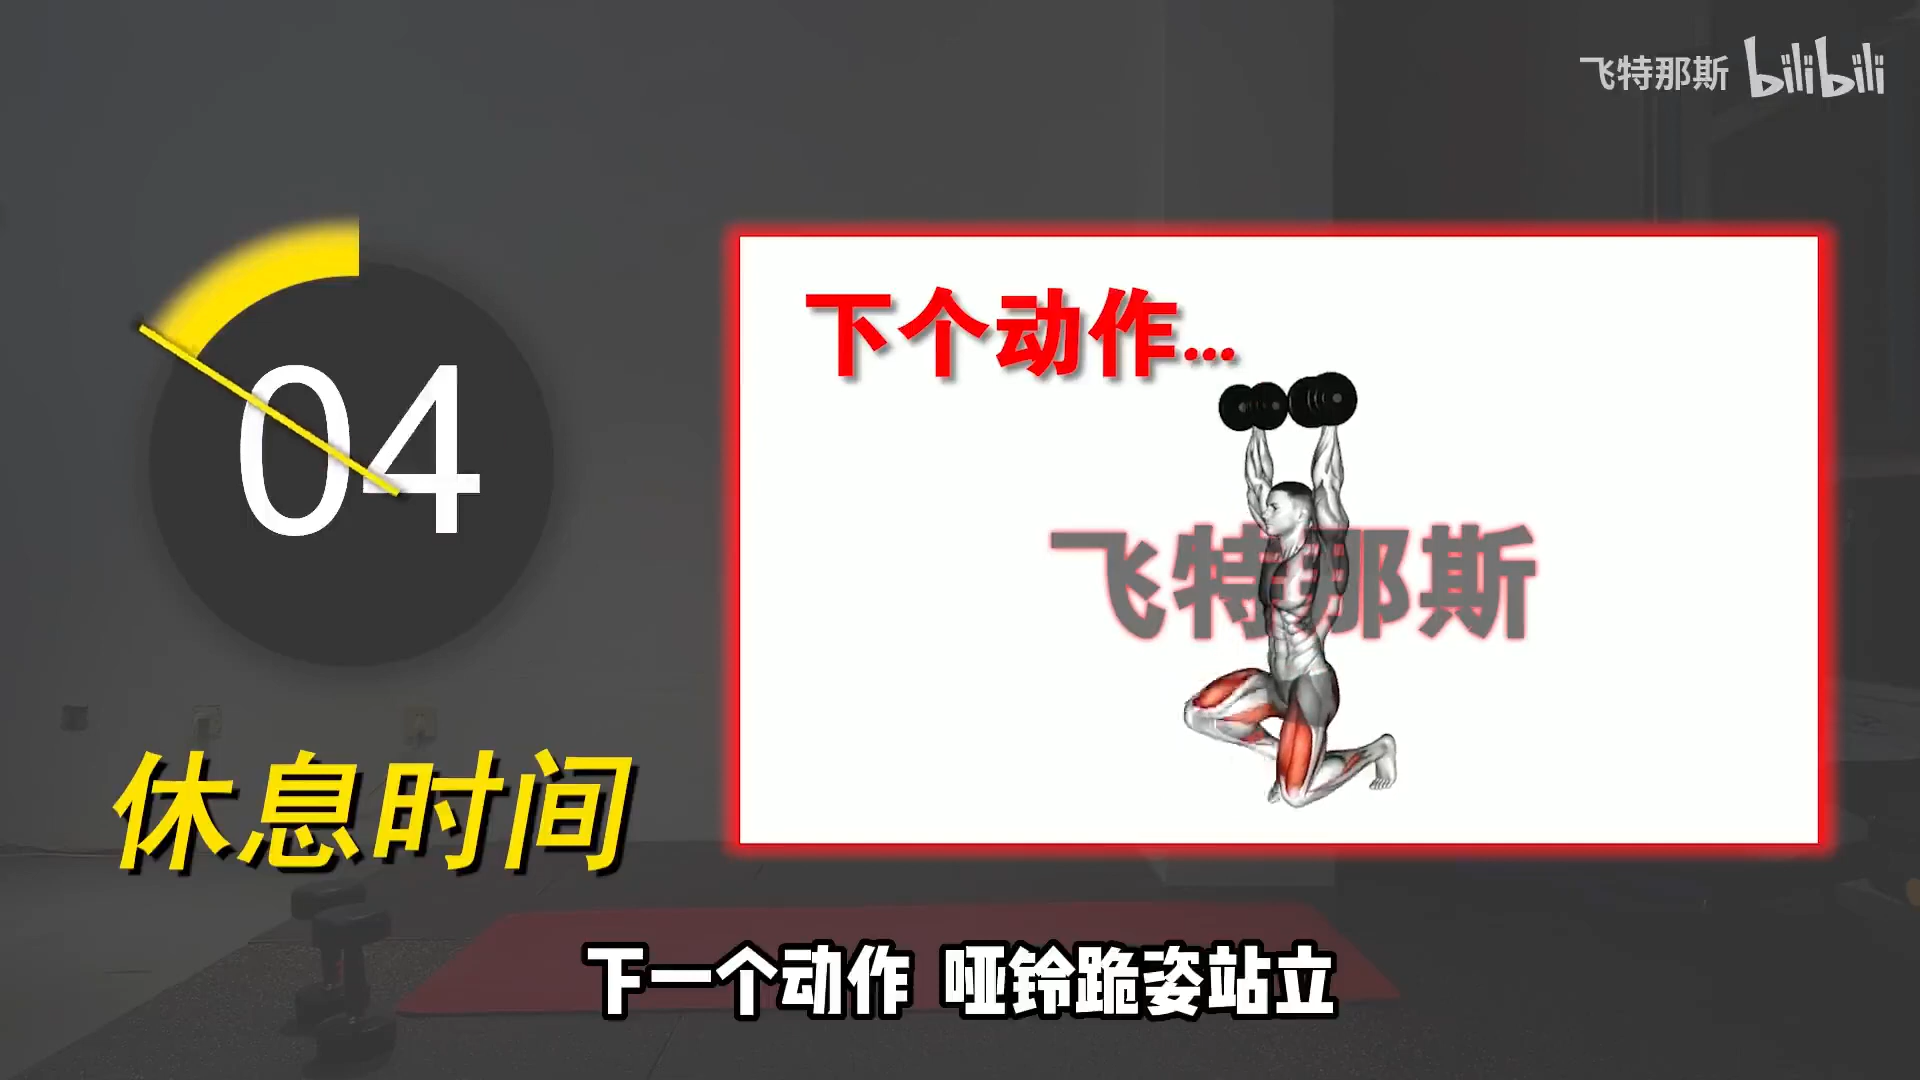 飞特那斯 bilibili
下个动作...
04
飞特那斯
休息时间
下一个动作 哑铃跪姿站立